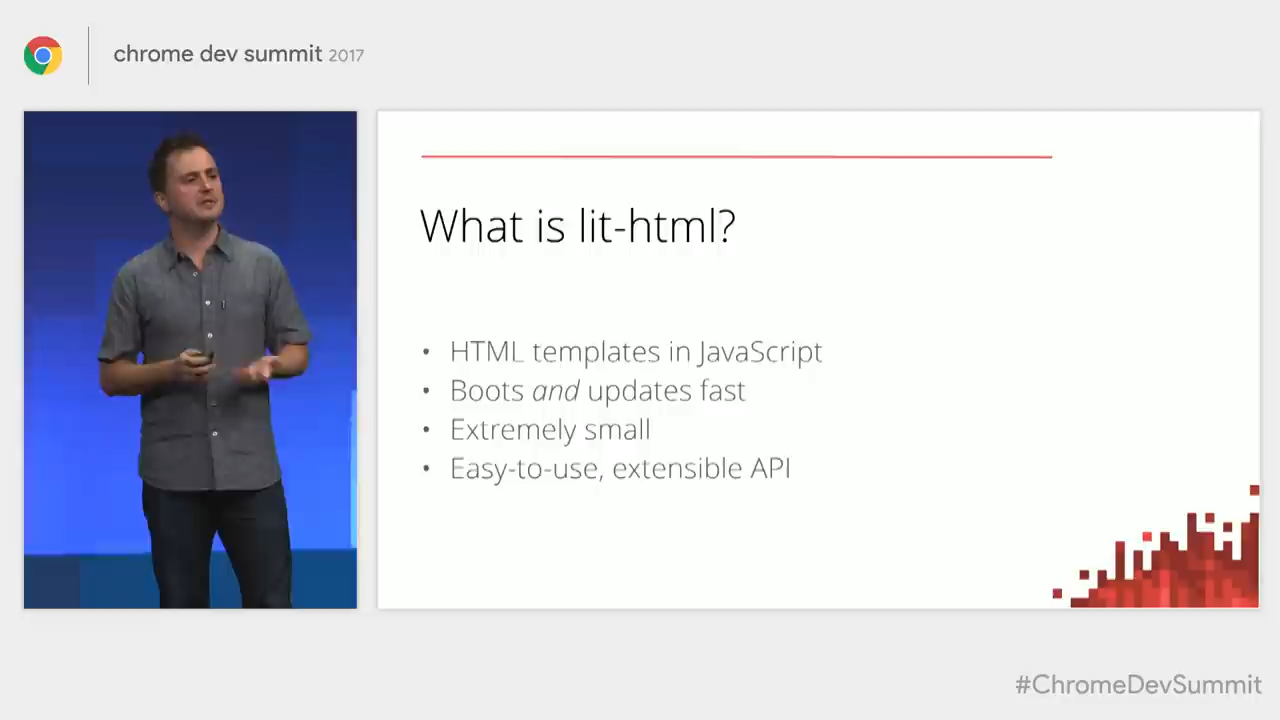 chrome dev summit 2017
What is lit-html?
• HTML templates in JavaScript
• Boots and updates fast
• Extremely small
• Easy-to-use, extensible API
#ChromeDevSummit